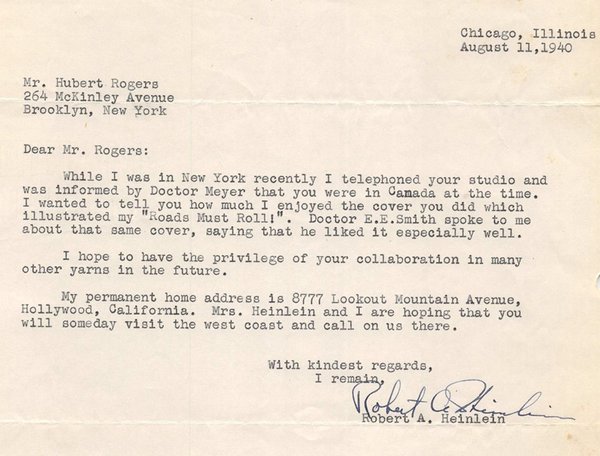 Chicago, Illinois
August 11,1940
Mr. Hubert Rogers
264 McKinley Avenue
Brooklyn, New York
Dear Mr. Rogers:
While I was in New York recently I telephoned your studio and
was informed by Doctor Meyer that you were in Canada at the time.
I wanted to tell you how much I enjoyed the cover you did which
illustrated my "Roads Must Roll!". Doctor E.E.Smith spoke to me
about that same cover, saying that he liked it especially well.
I hope to have the privilege of your collaboration in many
other yarns in the future.
My permanent home address is 8777 Lookout Mountain Avenue,
Hollywood, California. Mrs. Heinlein and I are hoping that you
will someday visit the west coast and call on us there.
With kindest regards,
I remain,
Robert A Heinlein
Robert A. Heinlein